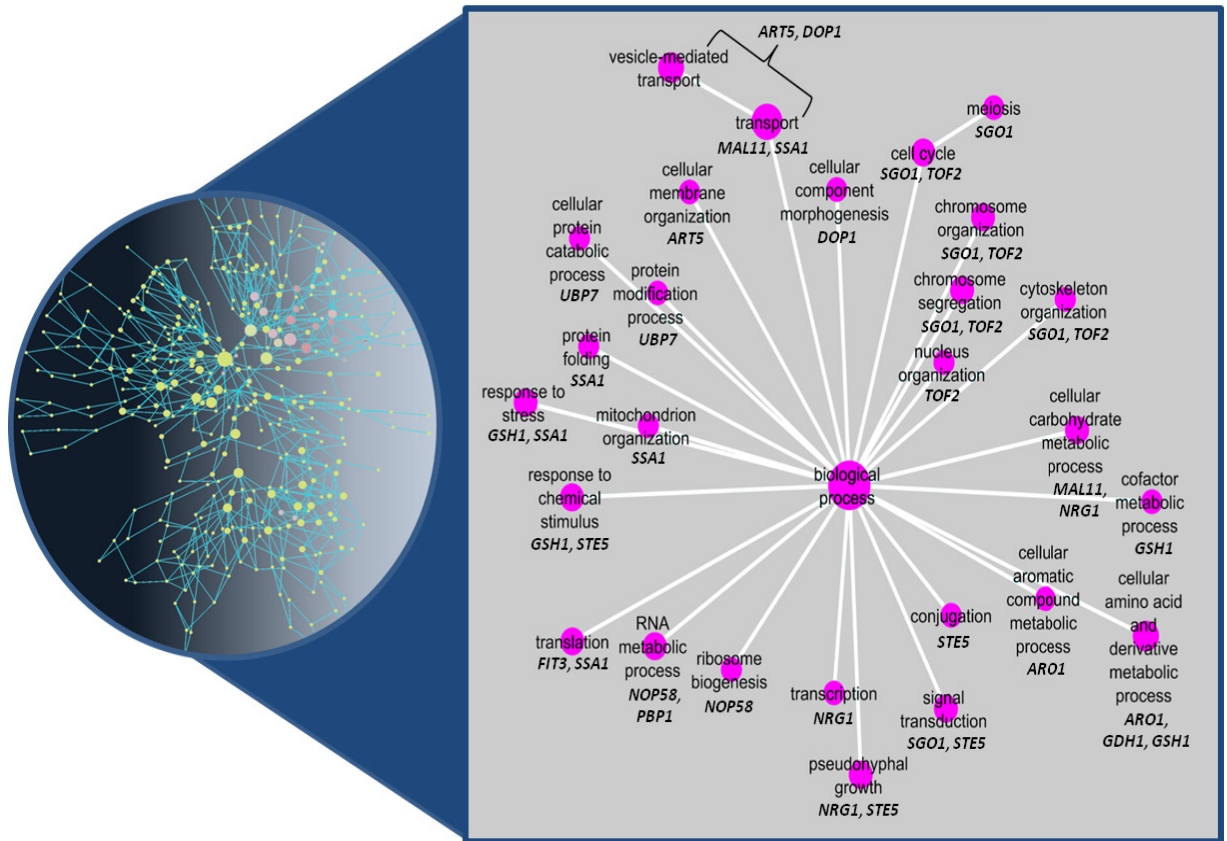 ART5, DOP1
vesicle-mediated
transport
transport
MAL11, SSA1
meiosis
SGO1
cell cycle
SGO1, TOF2
cellular
membrane
organization
ART5
cellular
component
morphogenesis
DOP1
cellular
protein
catabolic
process
UBP7
chromosome
organization
SGO1, TOF2
protein
modification
process
UBP7
chromosome
segregation
SGO1, TOF2
cytoskeleton
organization
SGO1, TOF2
protein
folding
SSA1
nucleus
organization
TOF2
response to
stress
GSH1, SSA1
mitochondrion
organization
SSA1
cellular
carbohydrate
metabolic
process
MAL11,
NRG1
biological
process
response to
chemical
stimulus
GSH1, STE5
cofactor
metabolic
process
GSH1
cellular
aromatic
compound
metabolic
process
ARO1
cellular
amino acid
and
derivative
metabolic
process
ARO1,
GDH1, GSH1
conjugation
STE5
translation
FIT3, SSA1
RNA
metabolic
process
NOP58,
PBP1
ribosome
biogenesis
NOP58
transcription
NRG1
signal
transduction
SGO1, STE5
pseudohyphal
growth
NRG1, STE5